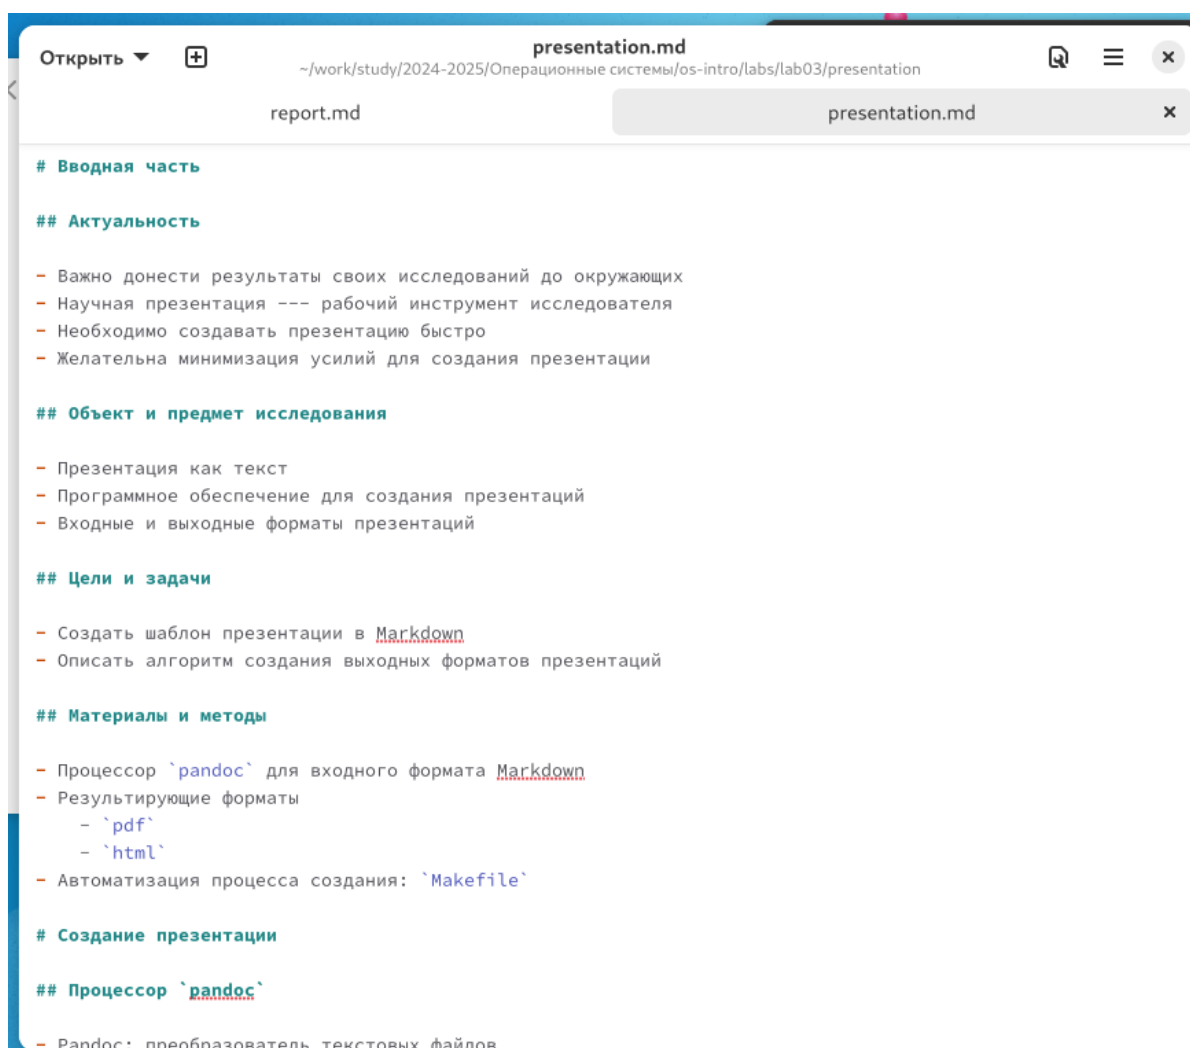 Открыть
presentation.md
~/work/study/2024-2025/Операционные системы/os-intro/labs/lab03/presentation
report.md
presentation.md
# Вводная часть
## Актуальность
- Важно донести результаты своих исследований до окружающих
- Научная презентация --- рабочий инструмент исследователя
- Необходимо создавать презентацию быстро
- Желательна минимизация усилий для создания презентации
## Объект и предмет исследования
- Презентация как текст
- Программное обеспечение для создания презентаций
- Входные и выходные форматы презентаций
## Цели и задачи
- Создать шаблон презентации в Markdown
- Описать алгоритм создания выходных форматов презентаций
## Материалы и методы
- Процессор `pandoc` для входного формата Markdown
- Результирующие форматы
    - `pdf`
    - `html`
- Автоматизация процесса создания: `Makefile`
# Создание презентации
## Процессор `pandoc`
- Pandoc: преобразователь текстовых файлов